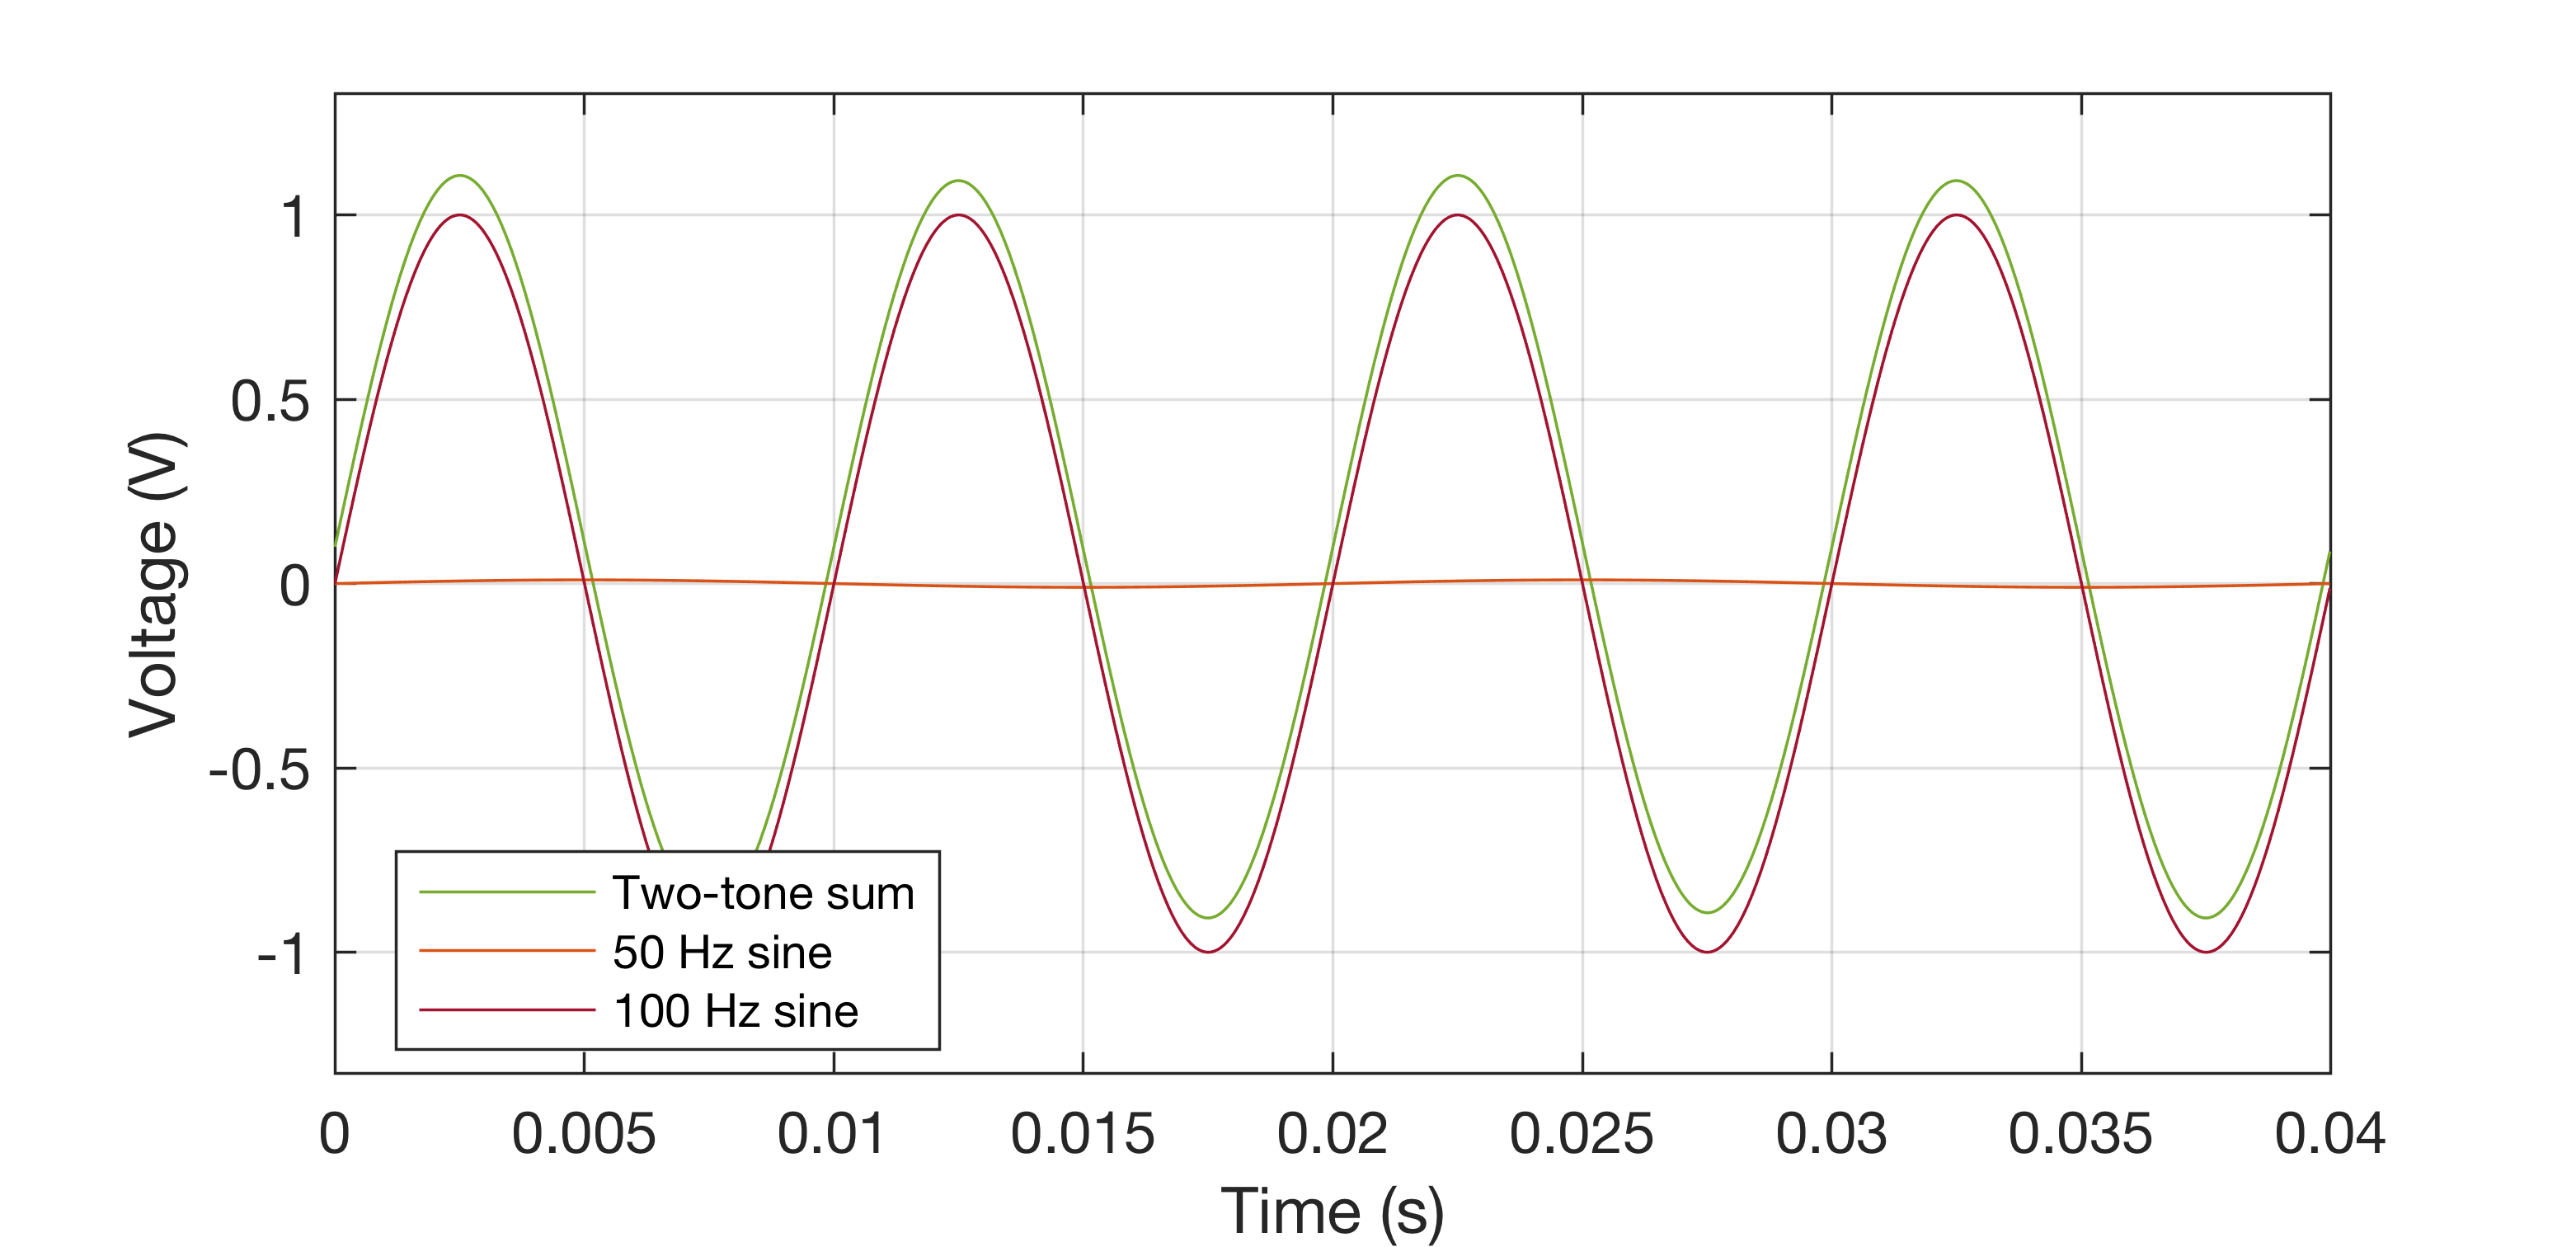 1
0.5
0
-0.5
-1
Voltage (V)
Two-tone sum
50 Hz sine
100 Hz sine
0 0.005 0.01 0.015 0.02 0.025 0.03 0.035 0.04
Time (s)